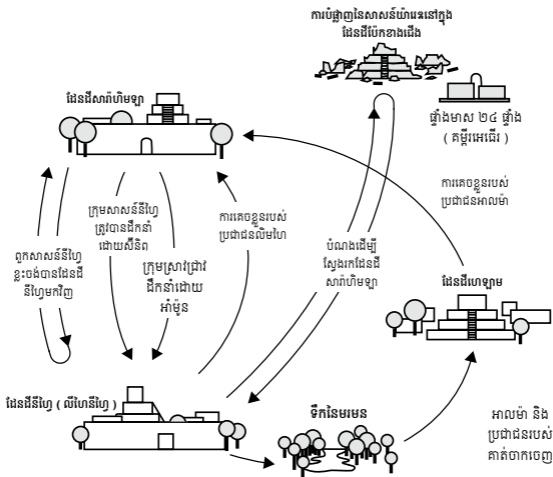 ការបំផ្លាញនៃសាសន៍យ៉ារេឌនៅក្នុង
ដែនដីប៉ែកខាងជើង
ផ្ទាំងមាស ២៤ ផ្ទាំង
( គម្ពីរអេធើរ )
ដែនដីសារ៉ាហិមឡា
ពួកសាសន៍នីហ្វៃ
ខ្លះចង់បានដែនដី
នីហ្វៃមកវិញ
ក្រុមសាសន៍នីហ្វៃ
ត្រូវបានដឹកនាំ
ដោយស៊ីនិព
ក្រុមស្រាវជ្រាវ
ដឹកនាំដោយ
អាំម៉ូន
ការគេចខ្លួនរបស់
ប្រជាជនលិមហៃ
បំណងដើម្បី
ស្វែងរកដែនដី
សារ៉ាហិមឡា
ការគេចខ្លួនរបស់
ប្រជាជនអាលម៉ា
ដែនដីហេឡាម
ដែនដីនីហ្វៃ ( លីហៃនីហ្វៃ )
ទឹកនៃមរមន
អាលម៉ា និង
ប្រជាជនរបស់
គាត់ចាកចេញ